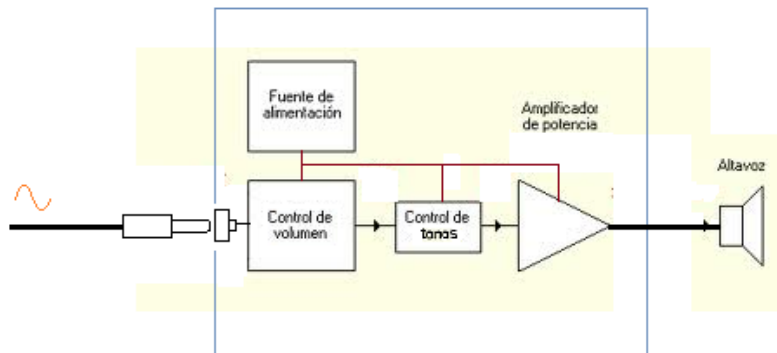 Fuente de
alimentación
Amplificador
de potencia
Altavoz
Control de
volumen
Control de
tonos